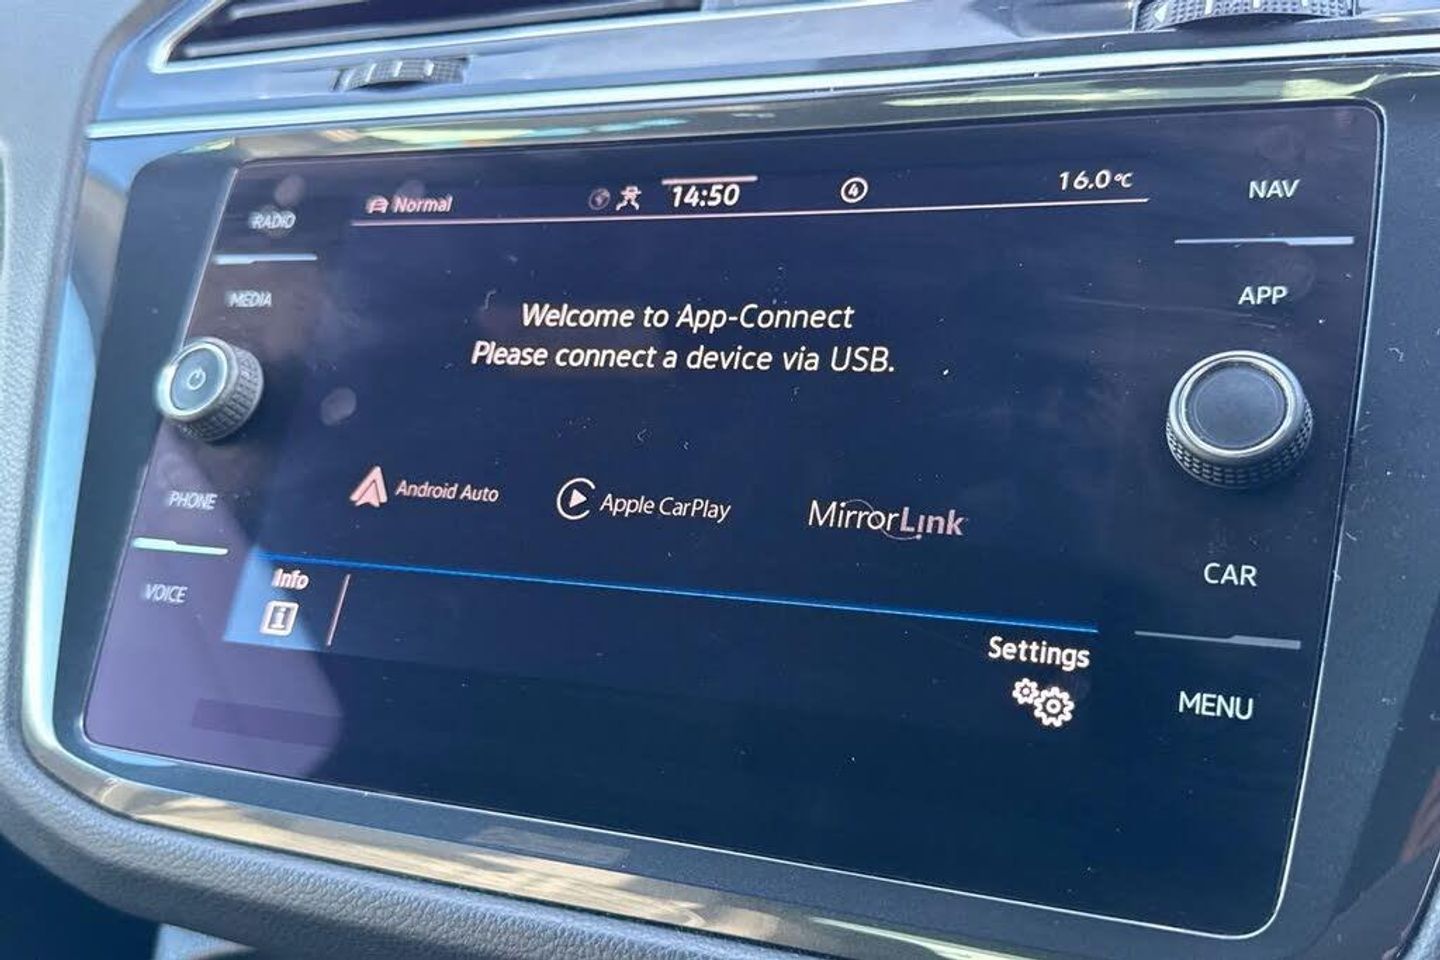 Normal
14:50
4
16.0°C
RADIO
MEDIA
NAV
APP
Welcome to App-Connect
Please connect a device via USB.
Android Auto
Apple CarPlay
MirrorLink
PHONE
VOICE
CAR
MENU
Info
i
Settings